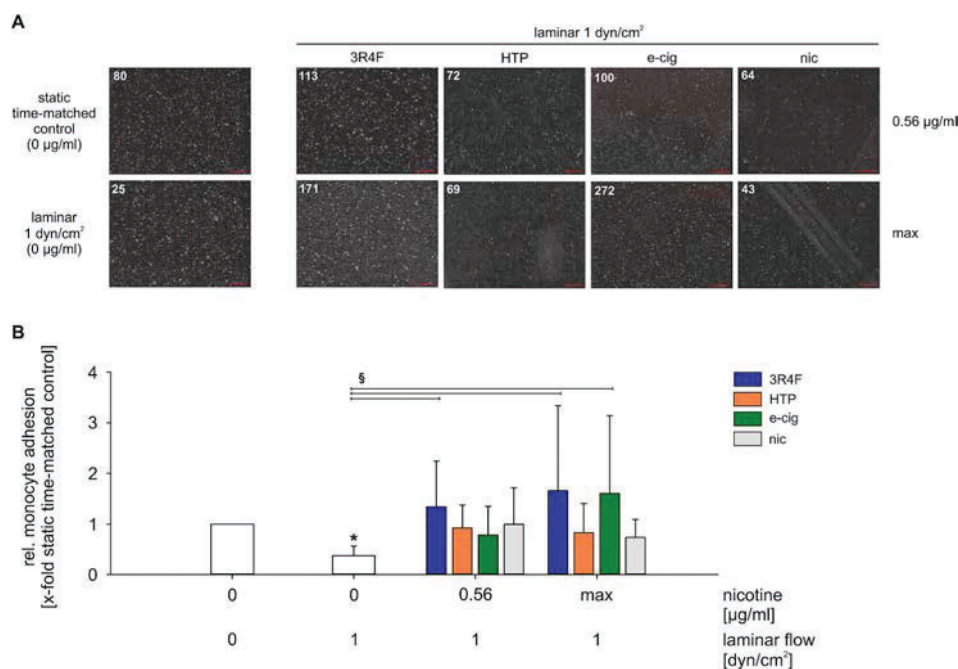 A
laminar 1 dyn/cm²
3R4F HTP e-cig nic
static
time-matched
control
(0 µg/ml)
80 113 72 100 64
0.56 µg/ml
laminar
1 dyn/cm²
(0 µg/ml)
25 171 69 272 43
max
B
rel. monocyte adhesion
[x-fold static time-matched control]
4
3
2
1
0
§
*
3R4F
HTP
e-cig
nic
0 0 0.56 max nicotine
[µg/ml]
0 1 1 1 laminar flow
[dyn/cm²]